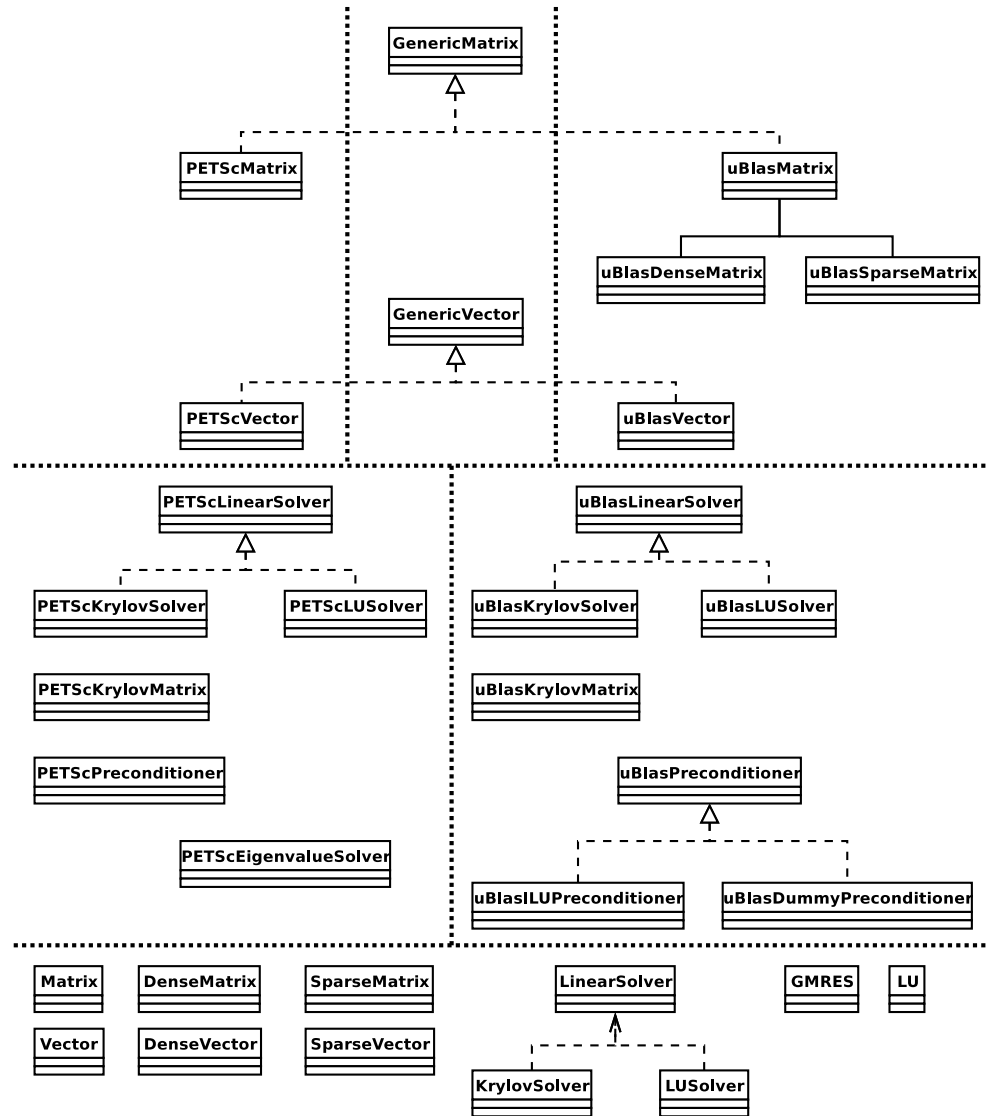 GenericMatrix
PETScMatrix
uBlasMatrix
uBlasDenseMatrix
uBlasSparseMatrix
GenericVector
PETScVector
uBlasVector
PETScLinearSolver
uBlasLinearSolver
PETScKrylovSolver
PETScLUSolver
uBlasKrylovSolver
uBlasLUSolver
PETScKrylovMatrix
uBlasKrylovMatrix
PETScPreconditioner
uBlasPreconditioner
PETScEigenvalueSolver
uBlasILUPreconditioner
uBlasDummyPreconditioner
Matrix
DenseMatrix
SparseMatrix
LinearSolver
GMRES
LU
Vector
DenseVector
SparseVector
KrylovSolver
LUSolver